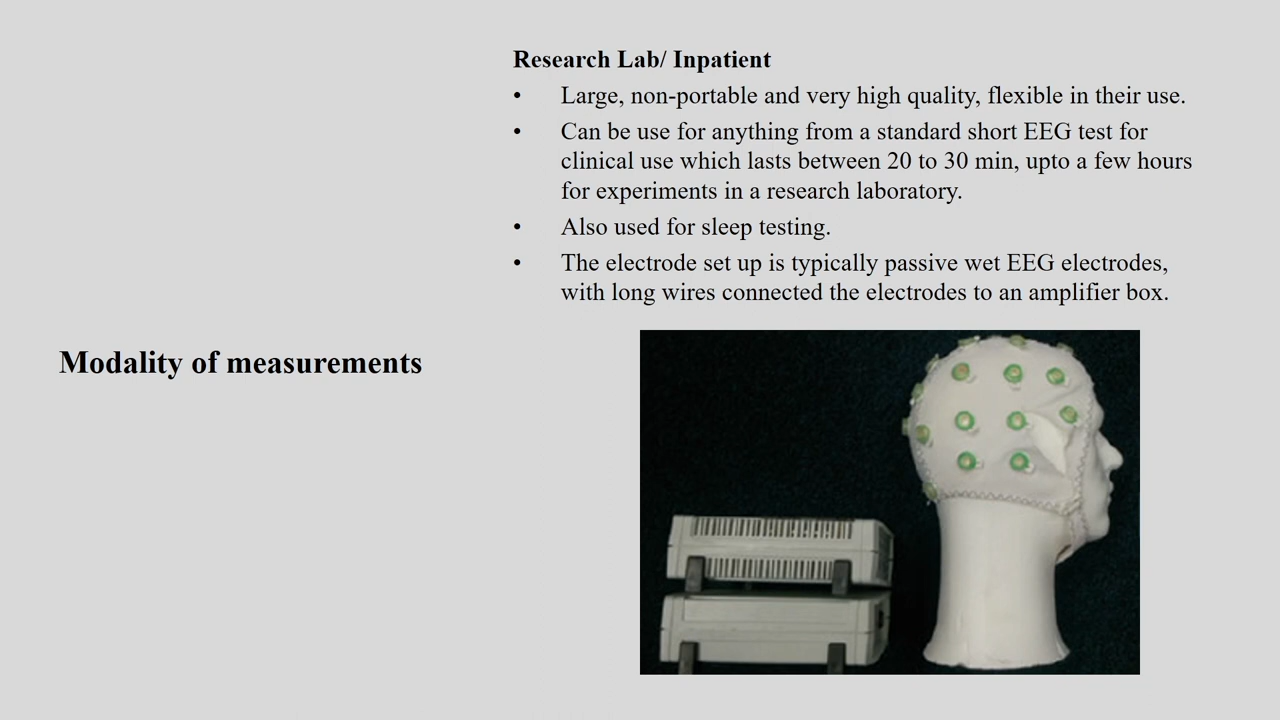 Research Lab/ Inpatient
• Large, non-portable and very high quality, flexible in their use.
• Can be use for anything from a standard short EEG test for
clinical use which lasts between 20 to 30 min, upto a few hours
for experiments in a research laboratory.
• Also used for sleep testing.
• The electrode set up is typically passive wet EEG electrodes,
with long wires connected the electrodes to an amplifier box.
Modality of measurements